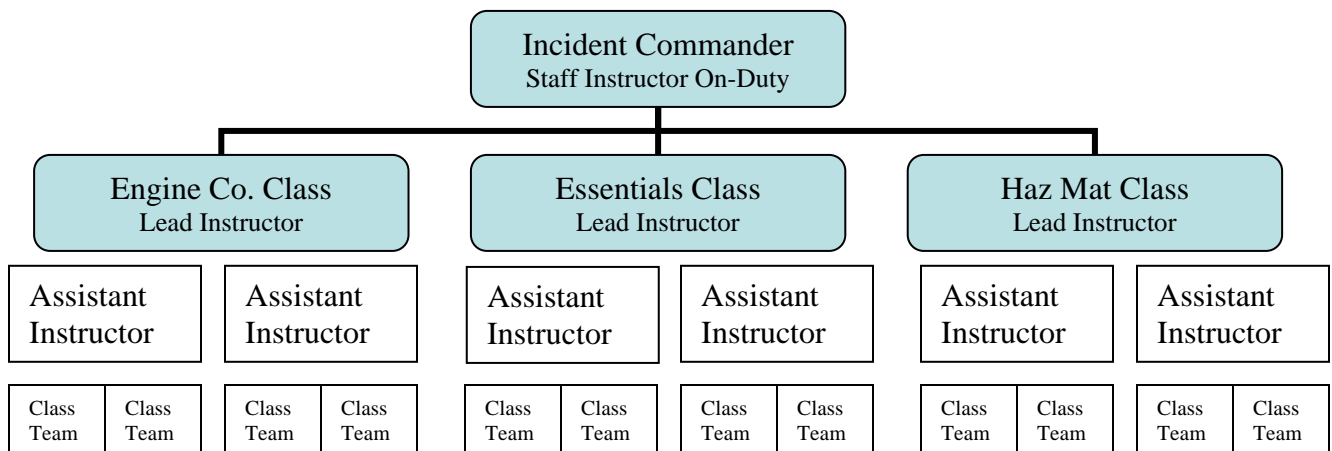 Incident Commander
Staff Instructor On-Duty
Engine Co. Class
Lead Instructor
Essentials Class
Lead Instructor
Haz Mat Class
Lead Instructor
Assistant
Instructor
Assistant
Instructor
Assistant
Instructor
Assistant
Instructor
Assistant
Instructor
Assistant
Instructor
Class
Team
Class
Team
Class
Team
Class
Team
Class
Team
Class
Team
Class
Team
Class
Team
Class
Team
Class
Team
Class
Team
Class
Team